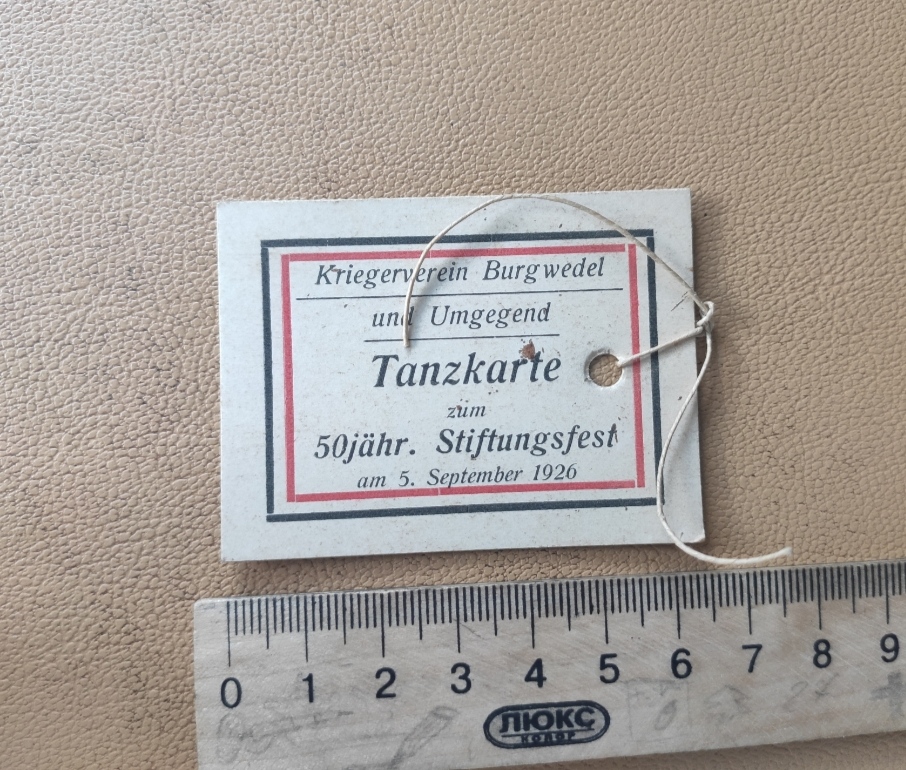 Kriegerverein Burgwedel
und Umgegend
Tanzkarte
zum
50jähr. Stiftungsfest
am 5. September 1926
0 1 2 3 4 5 6 7 8 9
ЛЮКС
КОЛОР